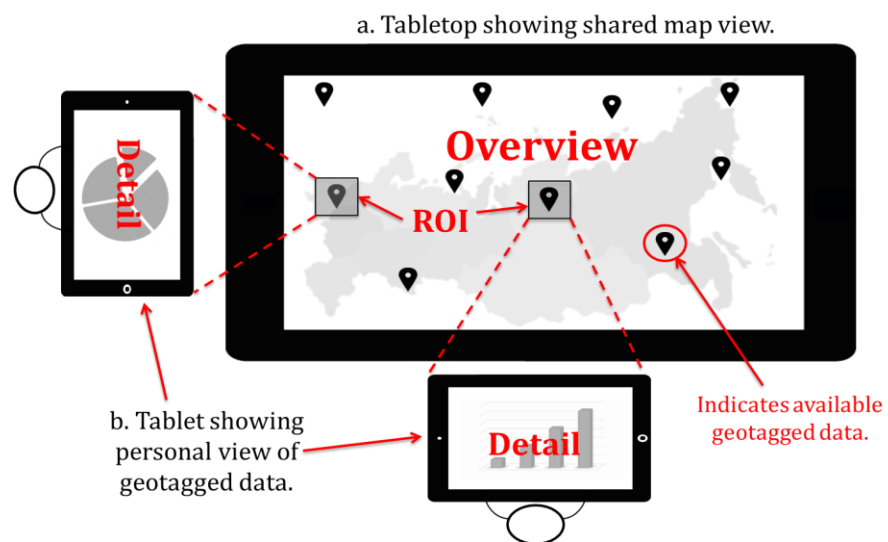 a. Tabletop showing shared map view.
Overview
Detail
ROI
b. Tablet showing
personal view of
geotagged data.
Detail
Indicates available
geotagged data.